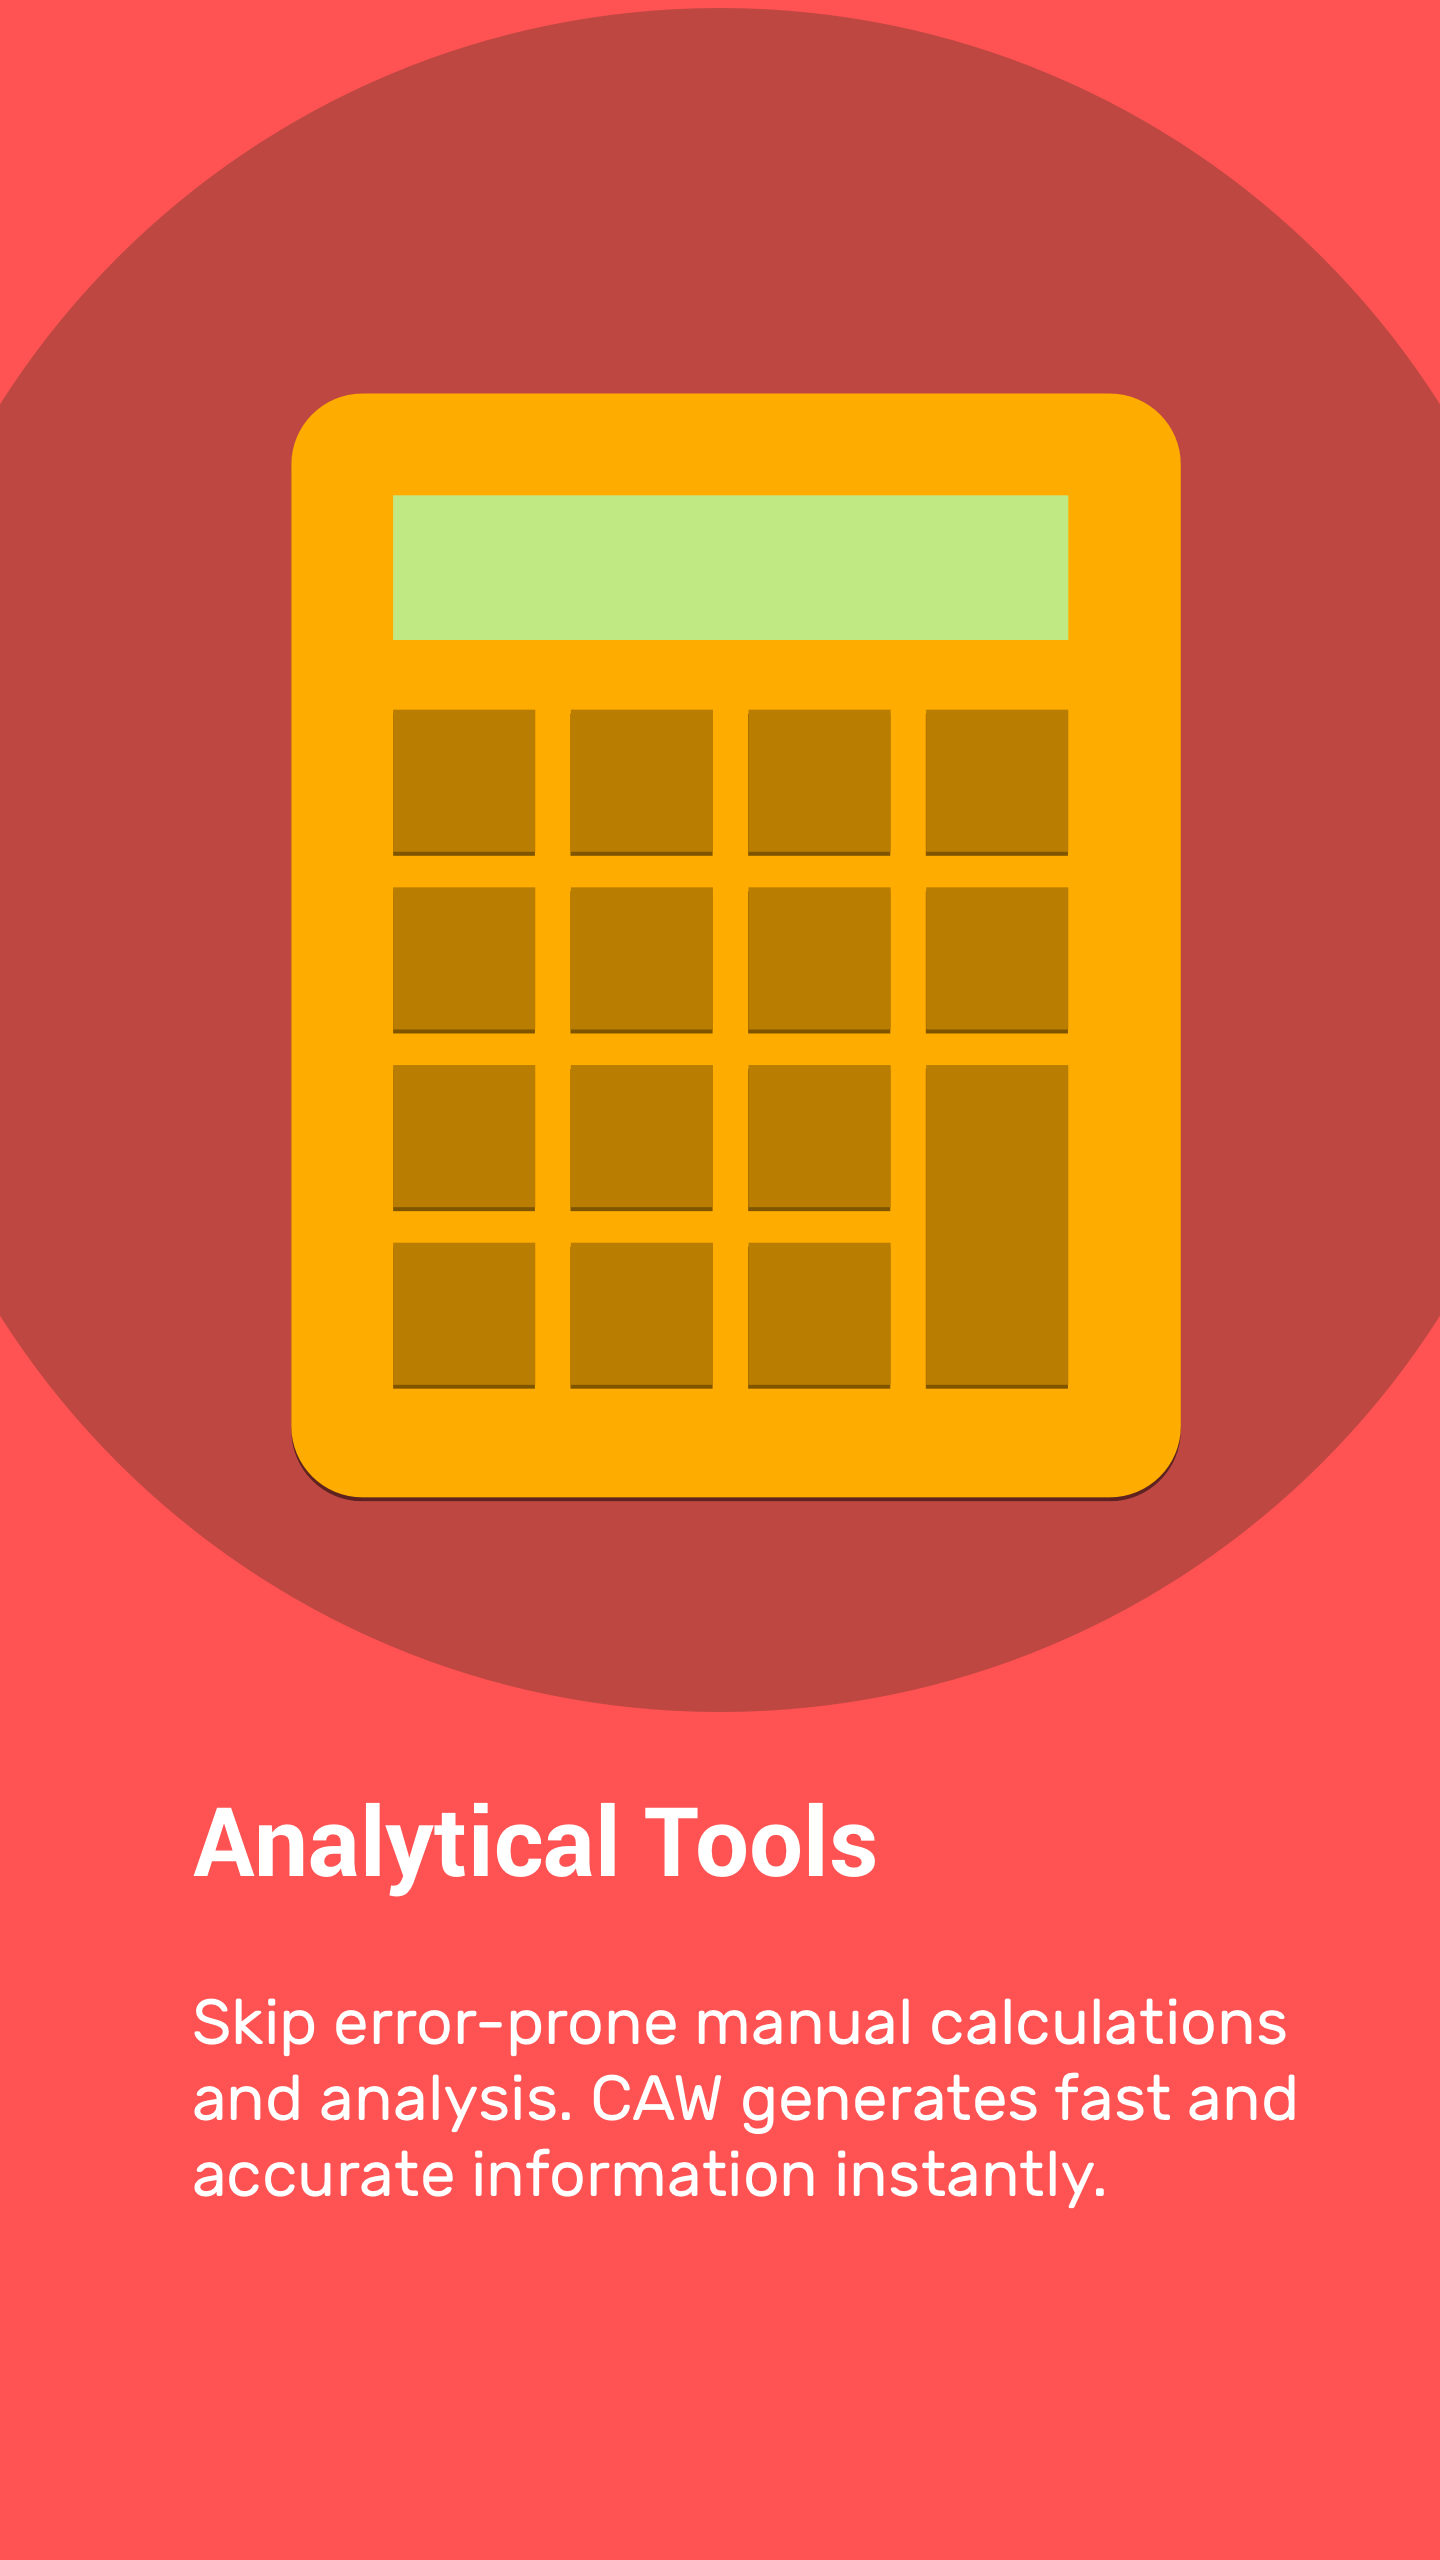 Analytical Tools
Skip error-prone manual calculations
and analysis. CAW generates fast and
accurate information instantly.